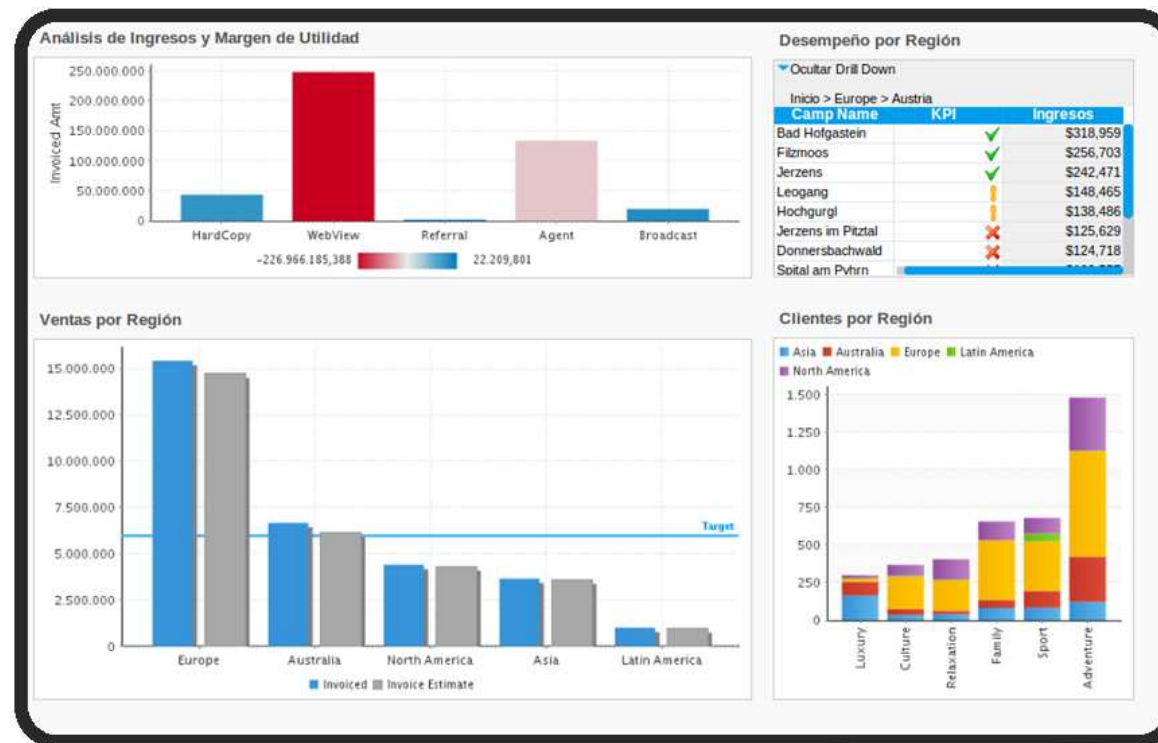 Análisis de Ingresos y Margen de Utilidad
250.000.000
200.000.000
150.000.000
100.000.000
50.000.000
0
Invoiced Amt
HardCopy WebView Referral Agent Broadcast
-226.966.185,388 22.209,801
Desempeño por Región
Ocultar Drill Down
Inicio > Europe > Austria
Camp Name KPI Ingresos
Bad Hofgastein $318,959
Filzmoos $256,703
Jerzens $242,471
Leogang $148,465
Hochgurgl $138,486
Jerzens im Pitztal $125,629
Donnersbachwald $124,718
Spital am Pyhrn
Ventas por Región
15.000.000
12.500.000
10.000.000
7.500.000
5.000.000
2.500.000
0
Target
Europe Australia North America Asia Latin America
Invoiced Invoice Estimate
Clientes por Región
Asia Australia Europe Latin America
North America
1.500
1.250
1.000
750
500
250
0
Luxury
Culture
Relaxation
Family
Sport
Adventure